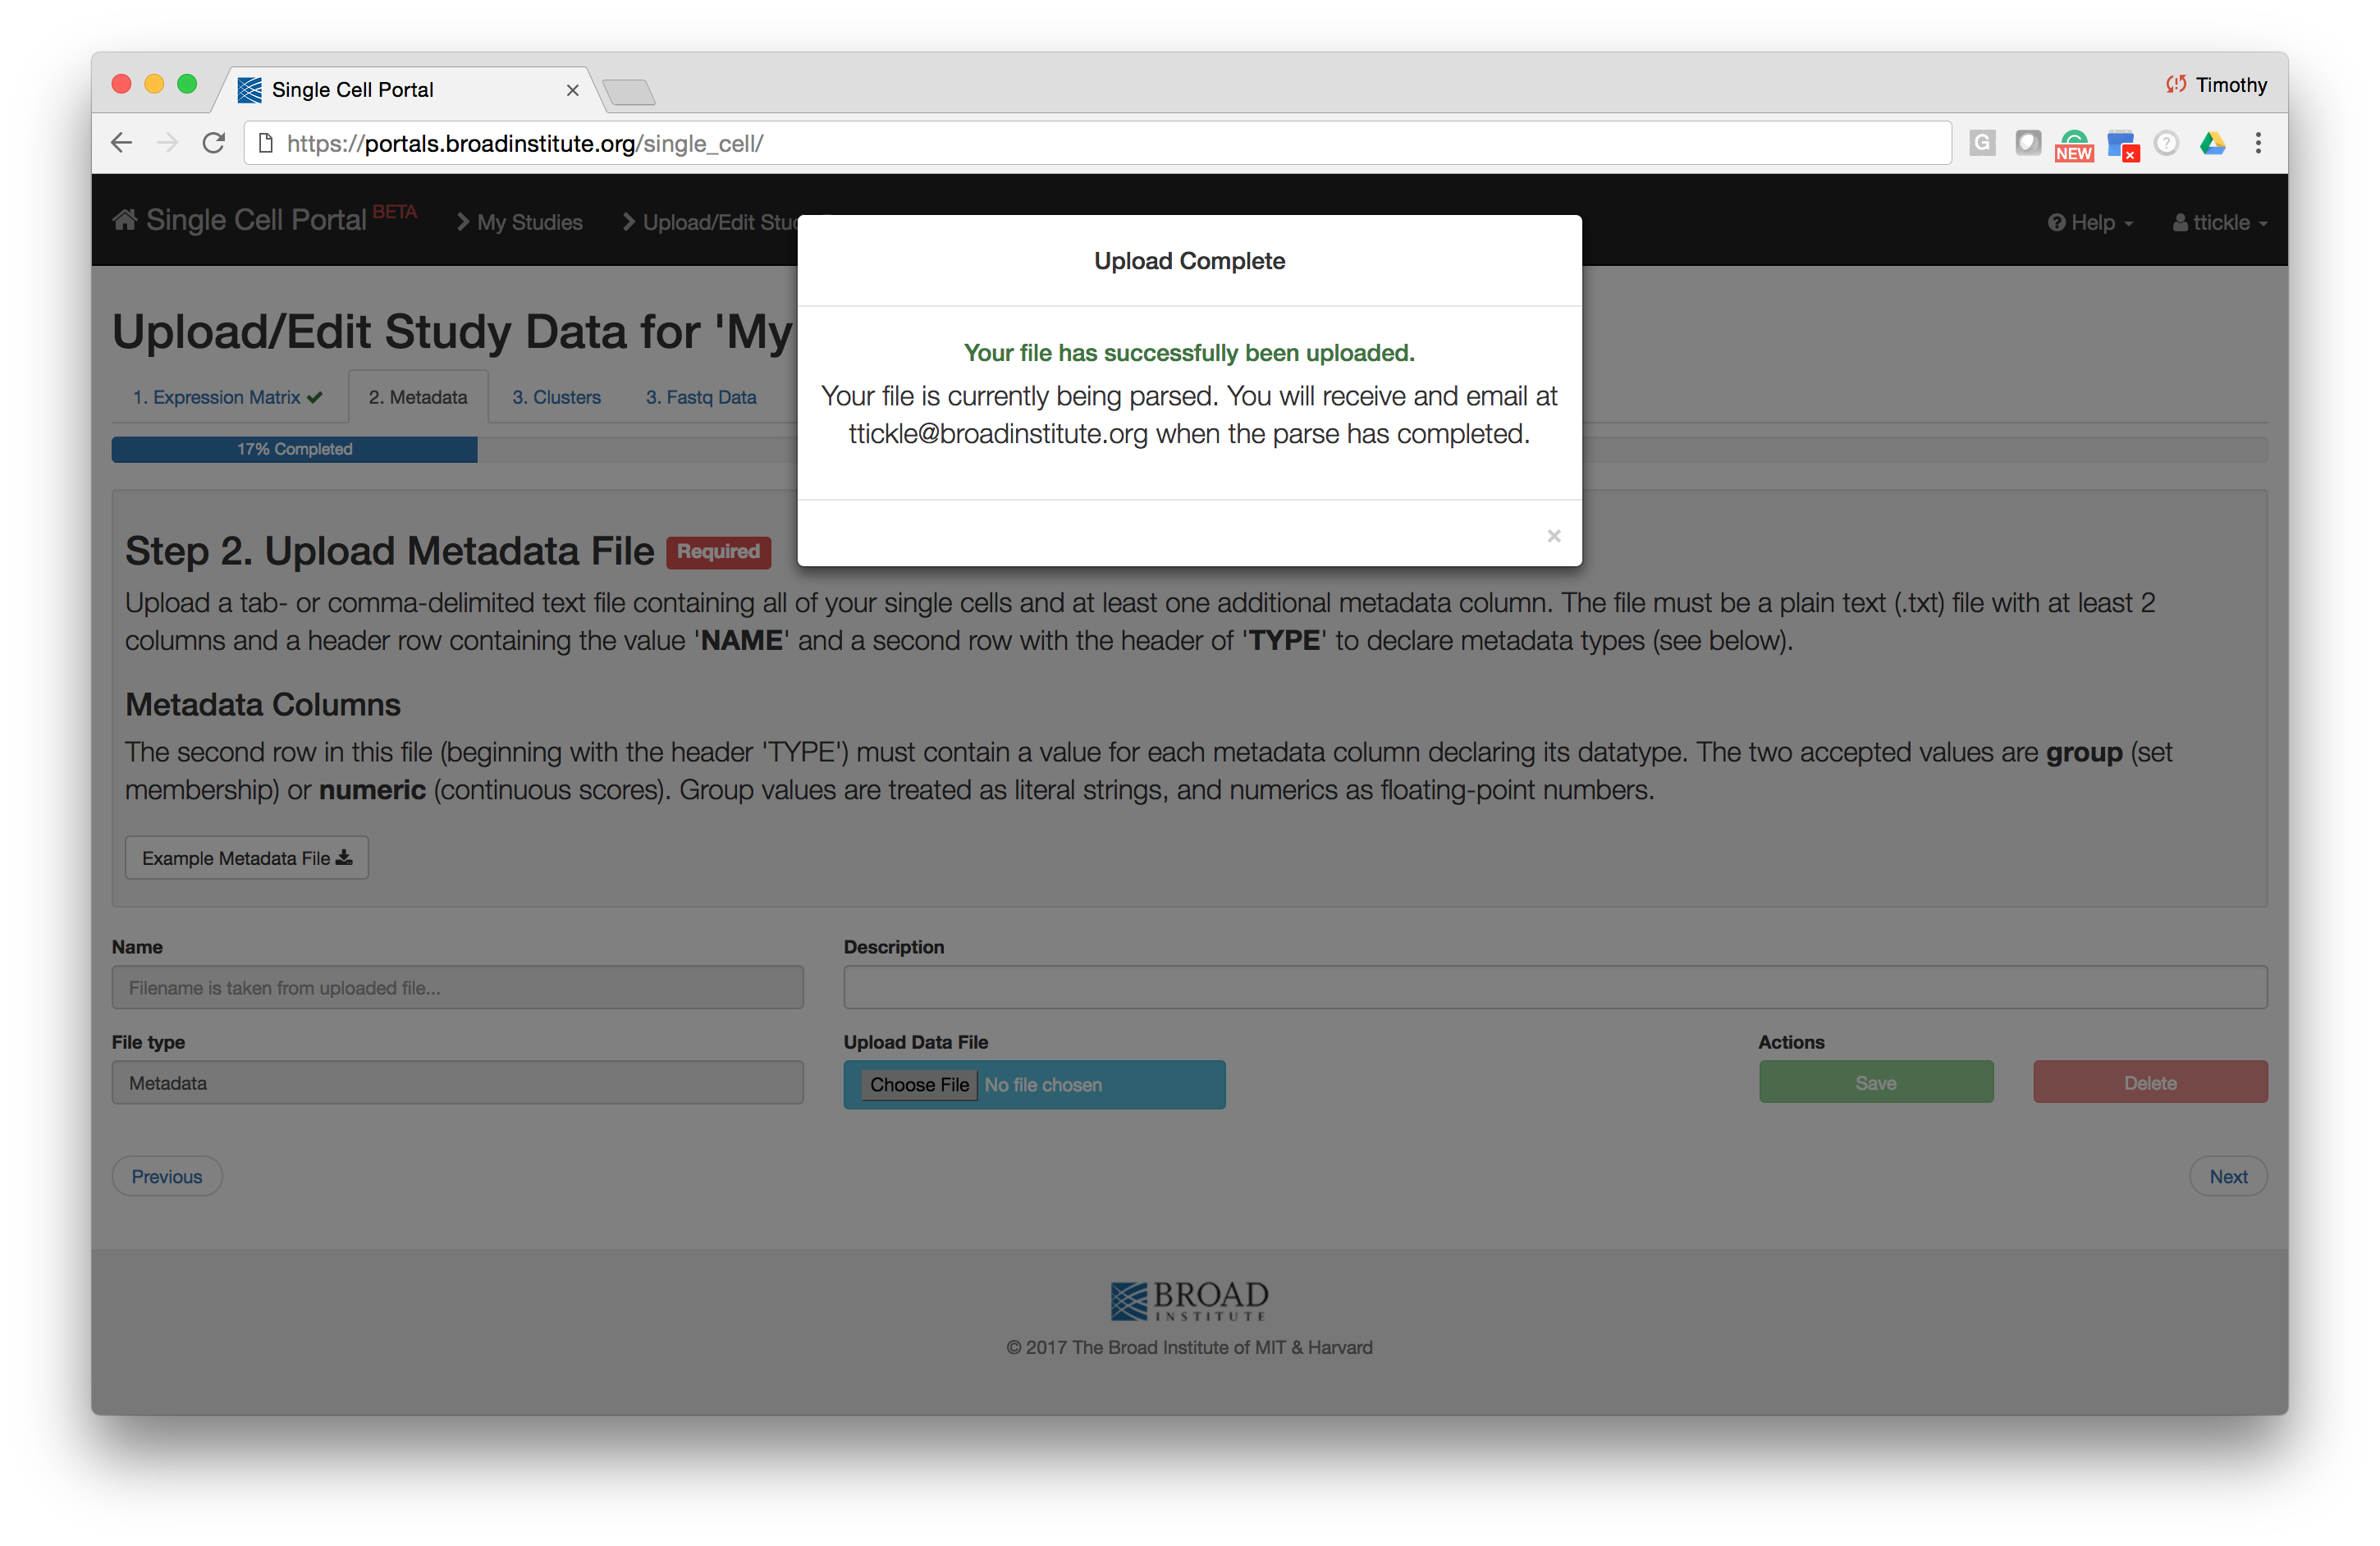 Single Cell Portal
Timothy
https://portals.broadinstitute.org/single_cell/
G
NEW
?
Single Cell Portal BETA
My Studies
Upload/Edit
Help
ttickle
Upload Complete
Your file has successfully been uploaded.
Your file is currently being parsed. You will receive and email at
ttickle@broadinstitute.org when the parse has completed.
×
Upload/Edit Study Data for 'My
1. Expression Matrix
2. Metadata
3. Clusters
3. Fastq Data
17% Completed
Step 2. Upload Metadata File Required
Upload a tab- or comma-delimited text file containing all of your single cells and at least one additional metadata column. The file must be a plain text (.txt) file with at least 2
columns and a header row containing the value 'NAME' and a second row with the header of 'TYPE' to declare metadata types (see below).
Metadata Columns
The second row in this file (beginning with the header 'TYPE') must contain a value for each metadata column declaring its datatype. The two accepted values are group (set
membership) or numeric (continuous scores). Group values are treated as literal strings, and numerics as floating-point numbers.
Example Metadata File
Name
Description
Filename is taken from uploaded file...
File type
Upload Data File
Actions
Metadata
Choose File No file chosen
Save
Delete
Previous
Next
BROAD
INSTITUTE
© 2017 The Broad Institute of MIT & Harvard